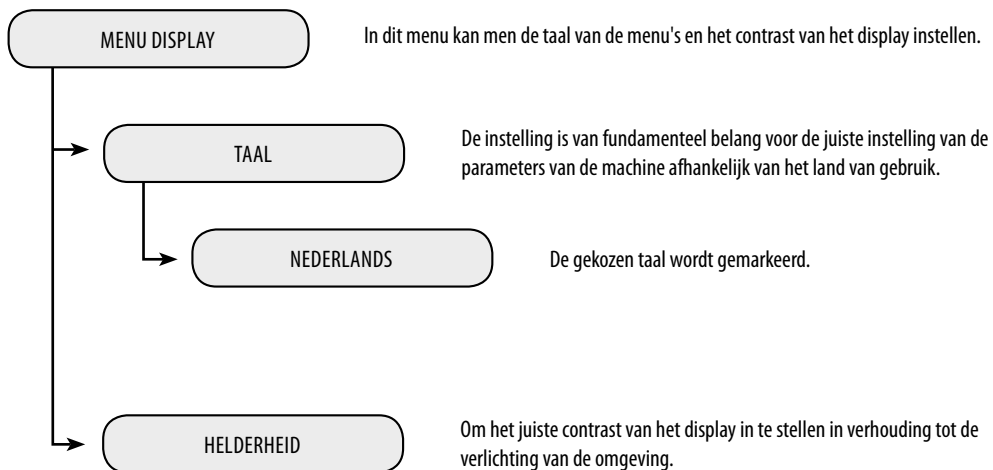 MENU DISPLAY
In dit menu kan men de taal van de menu's en het contrast van het display instellen.
TAAL
De instelling is van fundamenteel belang voor de juiste instelling van de
parameters van de machine afhankelijk van het land van gebruik.
NEDERLANDS
De gekozen taal wordt gemarkeerd.
HELDERHEID
Om het juiste contrast van het display in te stellen in verhouding tot de
verlichting van de omgeving.